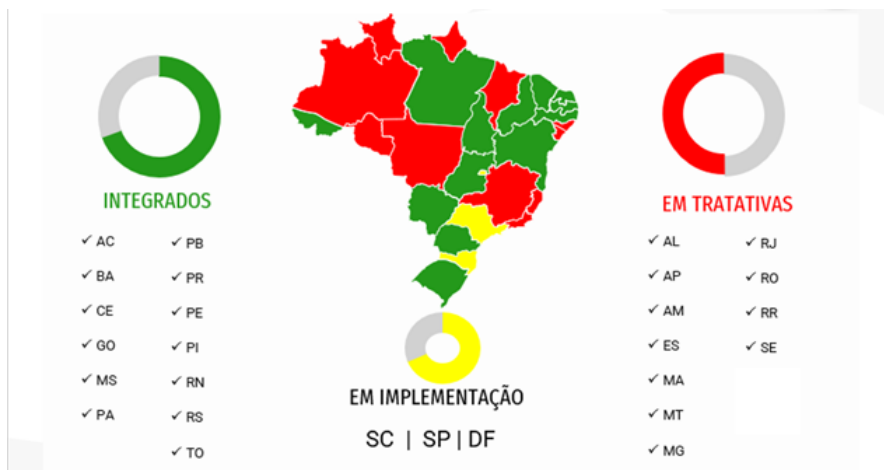 INTEGRADOS
✓ AC
✓ BA
✓ CE
✓ GO
✓ MS
✓ PA
✓ PB
✓ PR
✓ PE
✓ PI
✓ RN
✓ RS
✓ TO
EM IMPLEMENTAÇÃO
SC | SP | DF
EM TRATATIVAS
✓ AL
✓ AP
✓ AM
✓ ES
✓ MA
✓ MT
✓ MG
✓ RJ
✓ RO
✓ RR
✓ SE